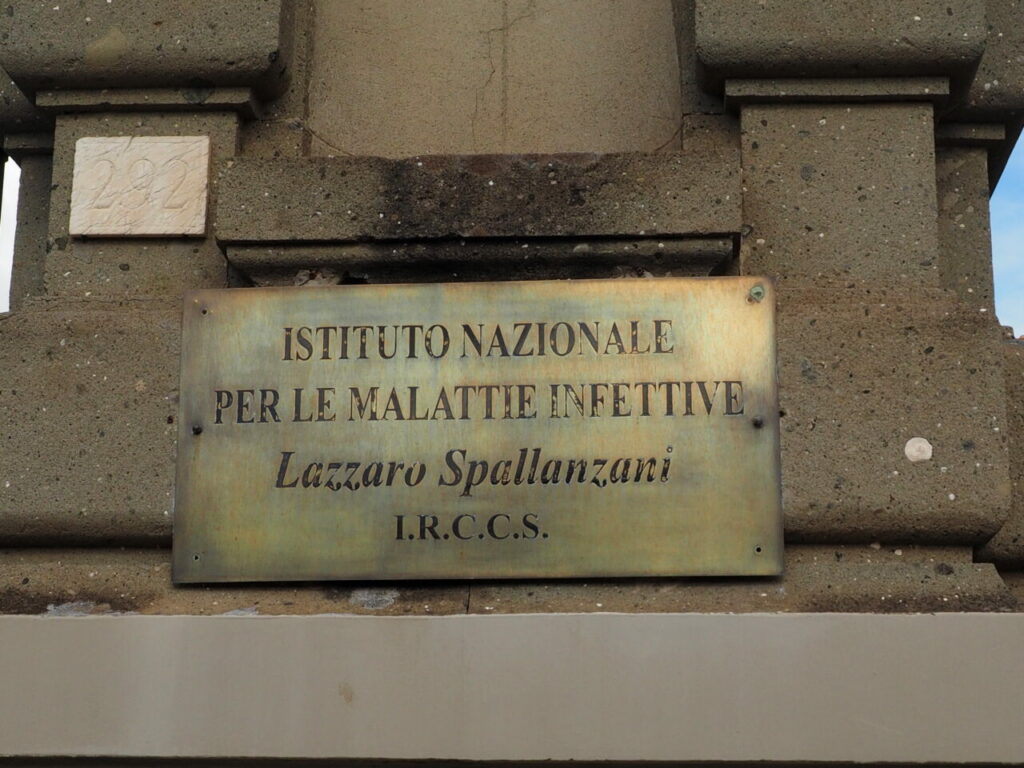 292
ISTITUTO NAZIONALE
PER LE MALATTIE INFETTIVE
Lazzaro Spallanzani
I.R.C.C.S.